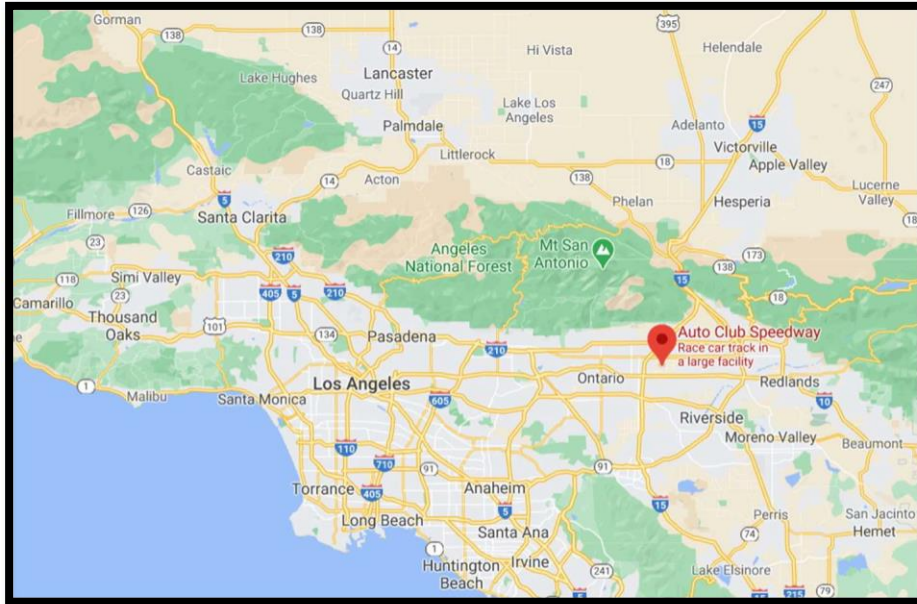 Gorman
138
138
14
395
Hi Vista
Helendale
247
Lake Hughes
Lancaster
Quartz Hill
Lake Los
Angeles
Adelanto
15
Palmdale
Victorville
Littlerock
18
Apple Valley
Castaic
Acton
14
138
Phelan
Hesperia
Lucerne
Valley
5
Fillmore
126
Santa Clarita
18
23
210
Angeles
National Forest
Mt San
Antonio
173
138
15
118
Simi Valley
405
5
210
18
Camarillo
23
Thousand
Oaks
101
134
Pasadena
210
Auto Club Speedway
Race car track in
a large facility
1
Malibu
Santa Monica
Los Angeles
605
Ontario
Redlands
10
Riverside
Moreno Valley
Beaumont
110
710
91
91
Torrance
405
Anaheim
5
15
Long Beach
Santa Ana
Perris
San Jacinto
74
Hemet
1
Huntington
Beach
Irvine
241
Lake Elsinore
5
15
215
79